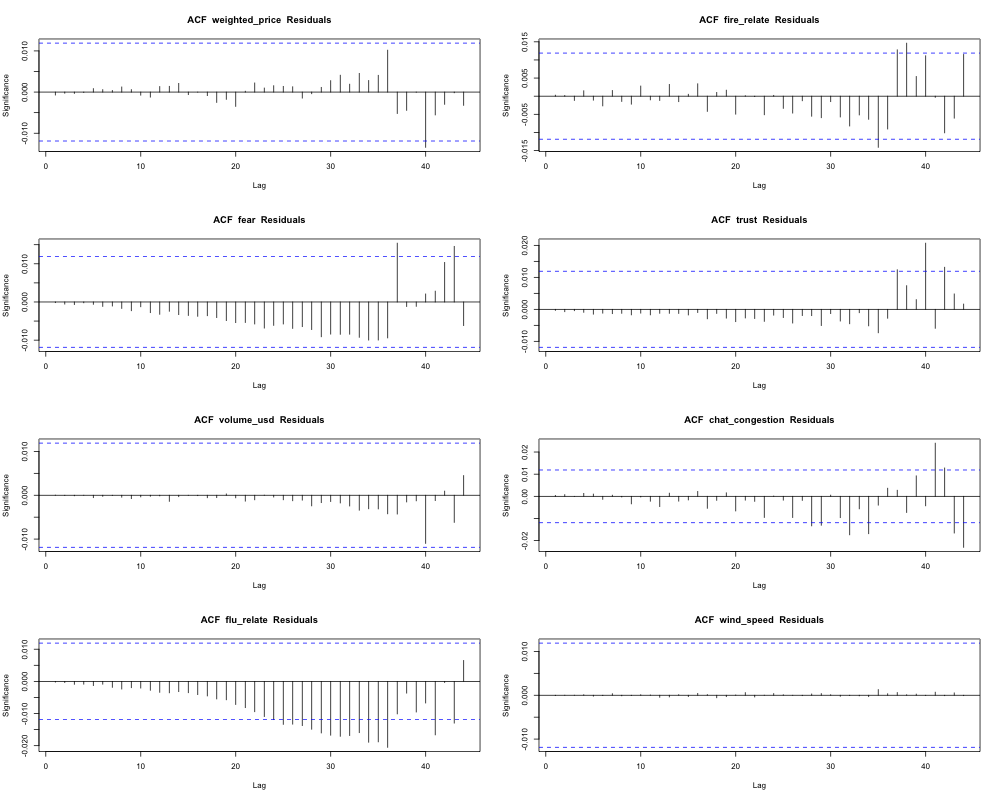 ACF weighted_price Residuals
Significance
0.010
0.000
-0.010
0 10 20 30 40
Lag
ACF fire_relate Residuals
Significance
0.015
0.005
-0.005
-0.015
0 10 20 30 40
Lag
ACF fear Residuals
Significance
0.010
0.000
-0.010
0 10 20 30 40
Lag
ACF trust Residuals
Significance
0.020
0.010
0.000
-0.010
0 10 20 30 40
Lag
ACF volume_usd Residuals
Significance
0.010
0.000
-0.010
0 10 20 30 40
Lag
ACF chat_congestion Residuals
Significance
0.02
0.01
0.00
-0.02
0 10 20 30 40
Lag
ACF flu_relate Residuals
Significance
0.010
0.000
-0.010
-0.020
0 10 20 30 40
Lag
ACF wind_speed Residuals
Significance
0.010
0.000
-0.010
0 10 20 30 40
Lag